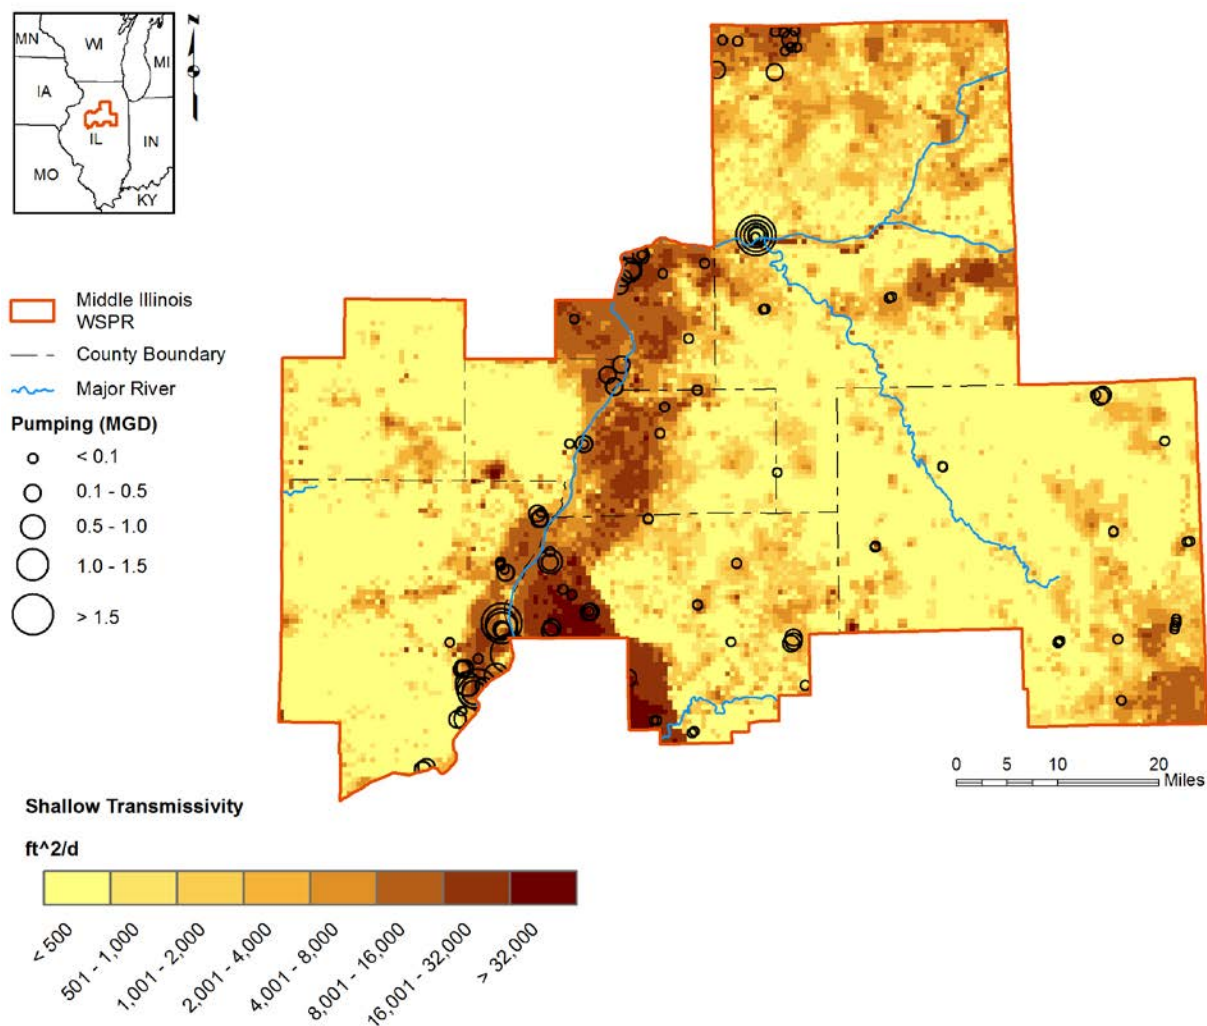 N
MN
WI
MI
IA
IL
IN
MO
KY
Middle Illinois
WSPR
County Boundary
Major River
Pumping (MGD)
< 0.1
0.1 - 0.5
0.5 - 1.0
1.0 - 1.5
> 1.5
0 5 10 20
Miles
Shallow Transmissivity
ft^2/d
< 500
501 - 1,000
1,001 - 2,000
2,001 - 4,000
4,001 - 8,000
8,001 - 16,000
16,001 - 32,000
> 32,000